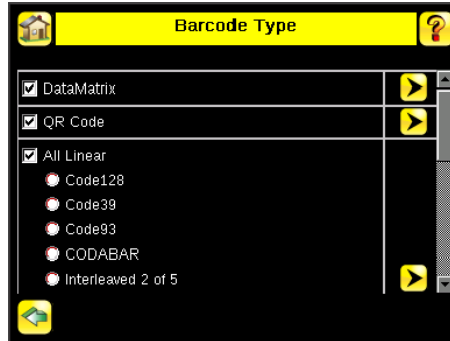 Barcode Type
?
DataMatrix
QR Code
All Linear
Code128
Code39
Code93
CODABAR
Interleaved 2 of 5